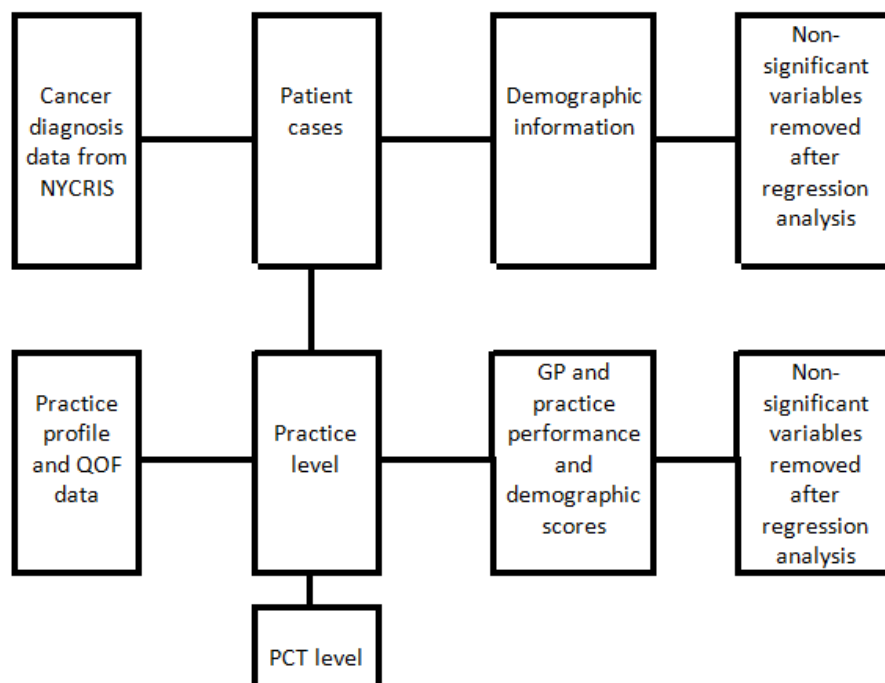 Cancer
diagnosis
data from
NYCRIS
Patient
cases
Demographic
information
Non-
significant
variables
removed
after
regression
analysis
Practice
profile
and QOF
data
Practice
level
GP and
practice
performance
and
demographic
scores
Non-
significant
variables
removed
after
regression
analysis
PCT level